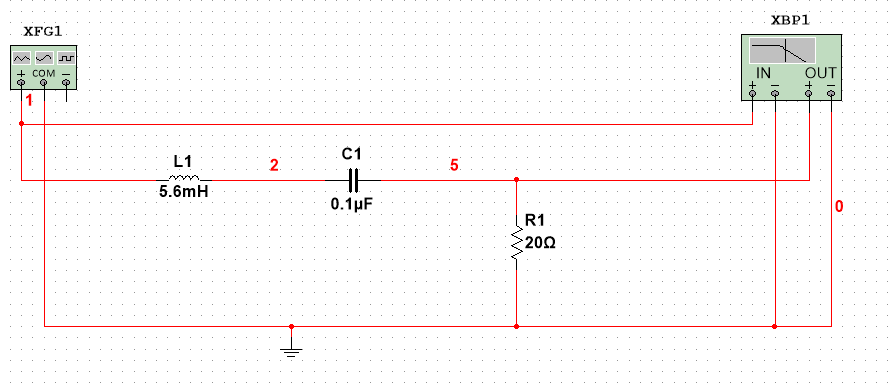 XFG1
+ COM −
1
XBP1
IN OUT
+ − + −
L1
5.6mH
2
C1
0.1µF
5
R1
20Ω
0